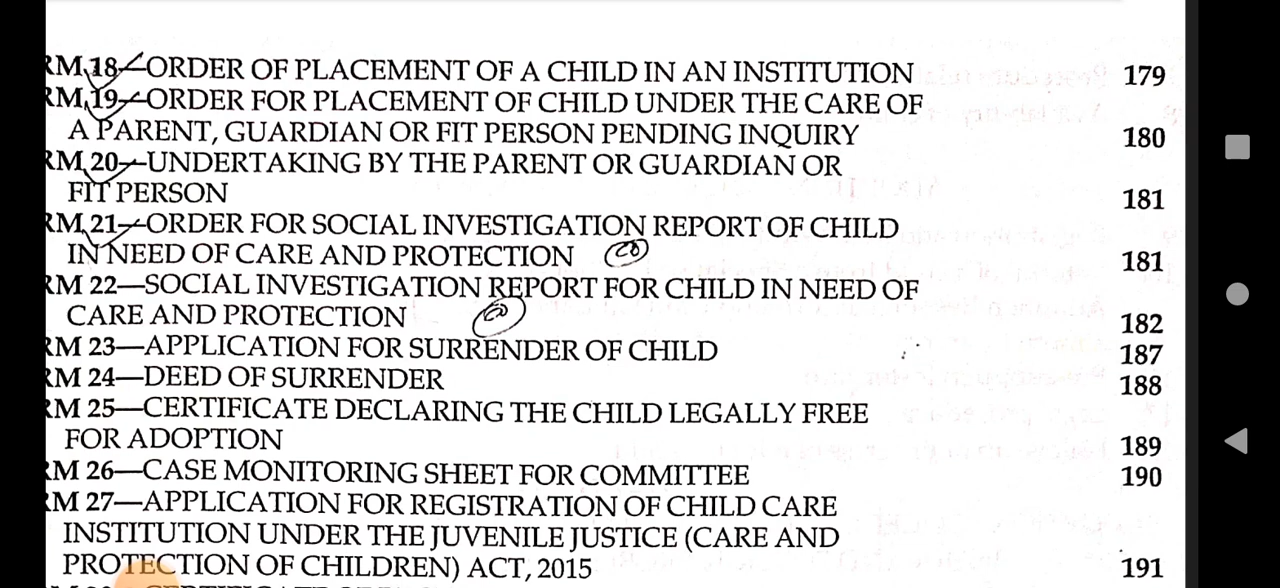 RM 18—ORDER OF PLACEMENT OF A CHILD IN AN INSTITUTION 179
RM 19—ORDER FOR PLACEMENT OF CHILD UNDER THE CARE OF
A PARENT, GUARDIAN OR FIT PERSON PENDING INQUIRY 180
RM 20—UNDERTAKING BY THE PARENT OR GUARDIAN OR
FIT PERSON 181
RM 21—ORDER FOR SOCIAL INVESTIGATION REPORT OF CHILD
IN NEED OF CARE AND PROTECTION 181
RM 22—SOCIAL INVESTIGATION REPORT FOR CHILD IN NEED OF
CARE AND PROTECTION 182
RM 23—APPLICATION FOR SURRENDER OF CHILD 187
RM 24—DEED OF SURRENDER 188
RM 25—CERTIFICATE DECLARING THE CHILD LEGALLY FREE
FOR ADOPTION 189
RM 26—CASE MONITORING SHEET FOR COMMITTEE 190
RM 27—APPLICATION FOR REGISTRATION OF CHILD CARE
INSTITUTION UNDER THE JUVENILE JUSTICE (CARE AND
PROTECTION OF CHILDREN) ACT, 2015 191